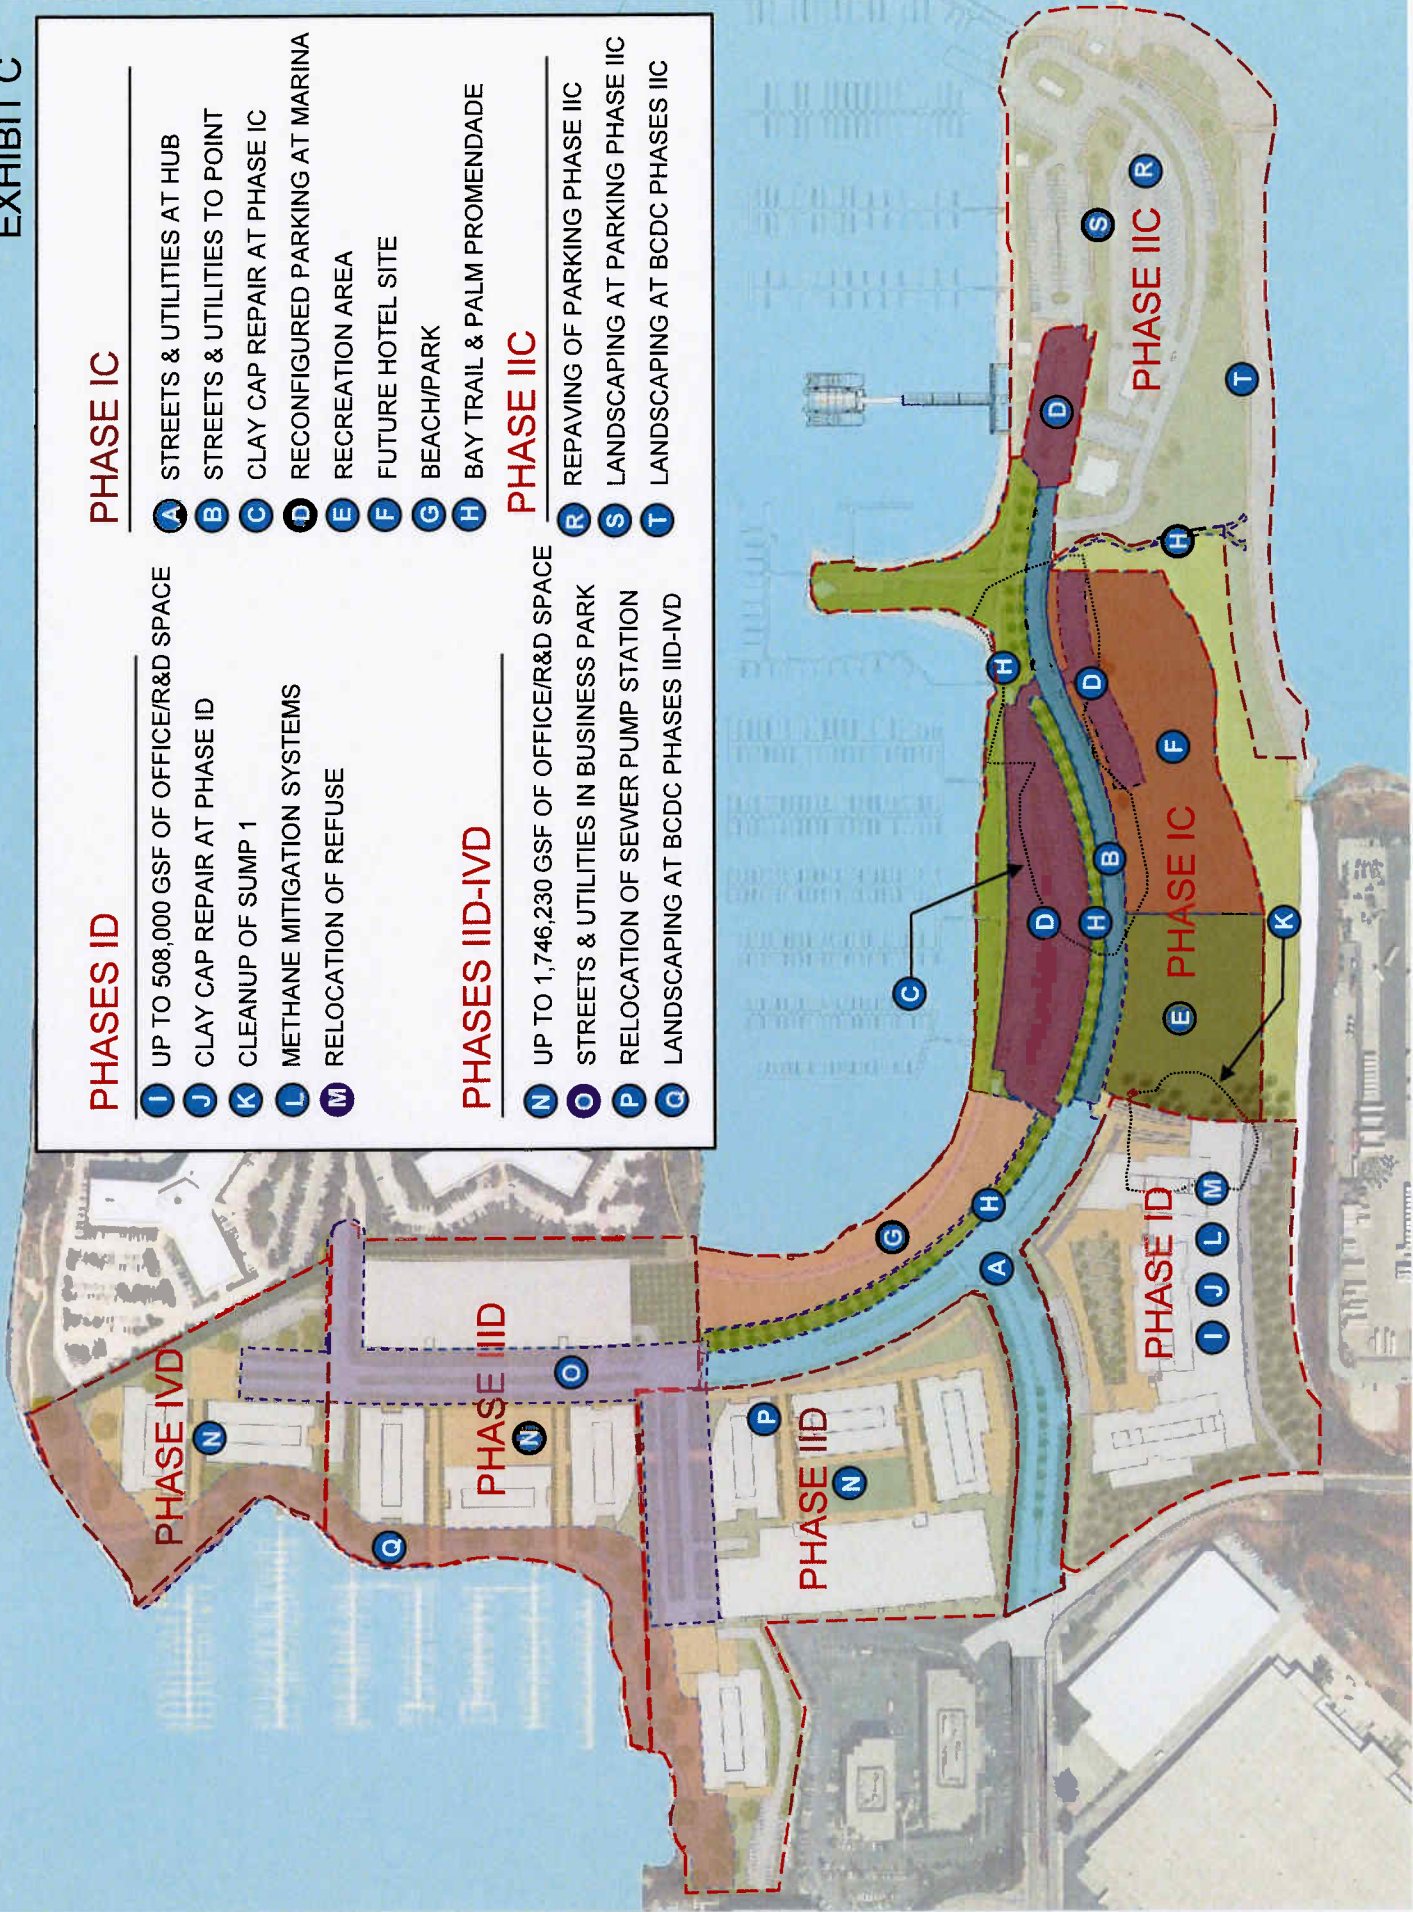 EXHIBIT C
PHASES ID
I UP TO 508,000 GSF OF OFFICE/R&D SPACE
J CLAY CAP REPAIR AT PHASE ID
K CLEANUP OF SUMP 1
L METHANE MITIGATION SYSTEMS
M RELOCATION OF REFUSE
PHASES IID-IVD
N UP TO 1,746,230 GSF OF OFFICE/R&D SPACE
O STREETS & UTILITIES IN BUSINESS PARK
P RELOCATION OF SEWER PUMP STATION
Q LANDSCAPING AT BCDC PHASES IID-IVD
PHASE IC
A STREETS & UTILITIES AT HUB
B STREETS & UTILITIES TO POINT
C CLAY CAP REPAIR AT PHASE IC
D RECONFIGURED PARKING AT MARINA
E RECREATION AREA
F FUTURE HOTEL SITE
G BEACH/PARK
H BAY TRAIL & PALM PROMENDADE
PHASE IIC
R REPAVING OF PARKING PHASE IIC
S LANDSCAPING AT PARKING PHASE IIC
T LANDSCAPING AT BCDC PHASES IIC
PHASE IVD
N
PHASE IIID
N
O
Q
PHASE IID
N
P
G
H
A
PHASE ID
I J L M
C
D
H
B
H
D
D
PHASE IC
E
F
K
H
PHASE IIC
S
R
T